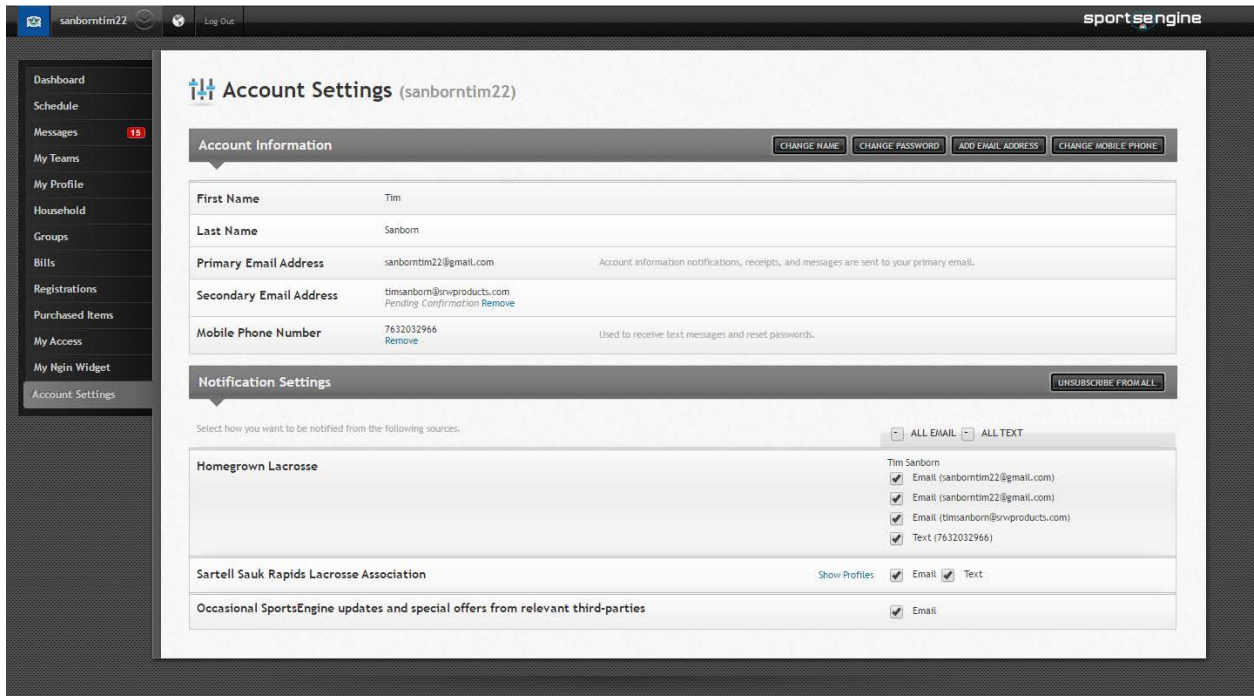 sanborntim22
Log Out
sportsengine
Dashboard
Schedule
Messages 15
My Teams
My Profile
Household
Groups
Bills
Registrations
Purchased Items
My Access
My Ngin Widget
Account Settings
Account Settings (sanborntim22)
Account Information
CHANGE NAME CHANGE PASSWORD ADD EMAIL ADDRESS CHANGE MOBILE PHONE
First Name Tim
Last Name Sanborn
Primary Email Address sanborntim22@gmail.com Account information notifications, receipts, and messages are sent to your primary email.
Secondary Email Address timsanborn@srwproducts.com
Pending Confirmation Remove
Mobile Phone Number 7632032966 Used to receive text messages and reset passwords.
Remove
Notification Settings UNSUBSCRIBE FROM ALL
Select how you want to be notified from the following sources.
ALL EMAIL ALL TEXT
Homegrown Lacrosse Tim Sanborn
Email (sanborntim22@gmail.com)
Email (sanborntim22@gmail.com)
Email (timsanborn@srwproducts.com)
Text (7632032966)
Sartell Sauk Rapids Lacrosse Association Show Profiles Email Text
Occasional SportsEngine updates and special offers from relevant third-parties Email